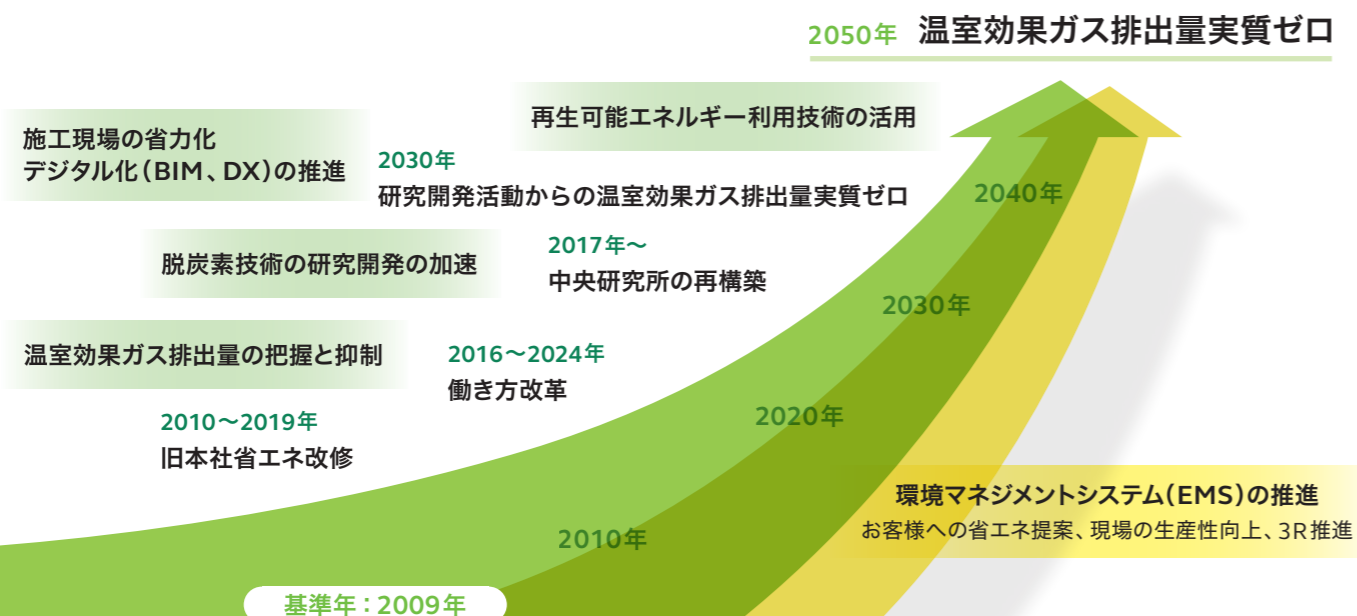 2050年 温室効果ガス排出量実質ゼロ
再生可能エネルギー利用技術の活用
施工現場の省力化
デジタル化(BIM、DX)の推進
2030年
研究開発活動からの温室効果ガス排出量実質ゼロ
2040年
脱炭素技術の研究開発の加速
2017年〜
中央研究所の再構築
2030年
温室効果ガス排出量の把握と抑制
2016〜2024年
働き方改革
2020年
2010〜2019年
旧本社省エネ改修
環境マネジメントシステム(EMS)の推進
お客様への省エネ提案、現場の生産性向上、3R推進
2010年
基準年:2009年